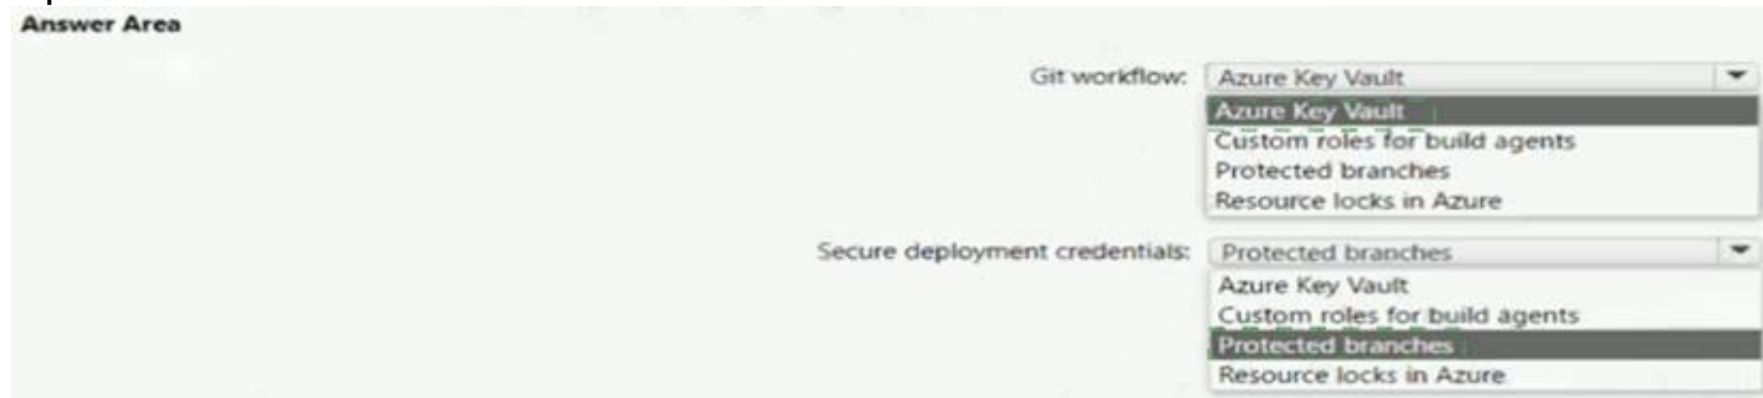 Answer Area
Git workflow: Azure Key Vault
Azure Key Vault
Custom roles for build agents
Protected branches
Resource locks in Azure
Secure deployment credentials: Protected branches
Azure Key Vault
Custom roles for build agents
Protected branches
Resource locks in Azure